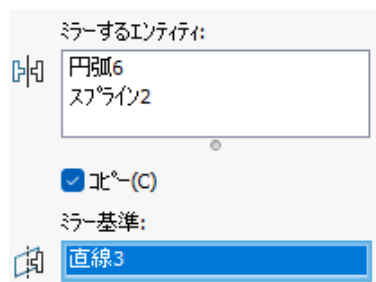 ミラーするエンティティ:
円弧6
スプライン2
コピー(C)
ミラー基準:
直線3